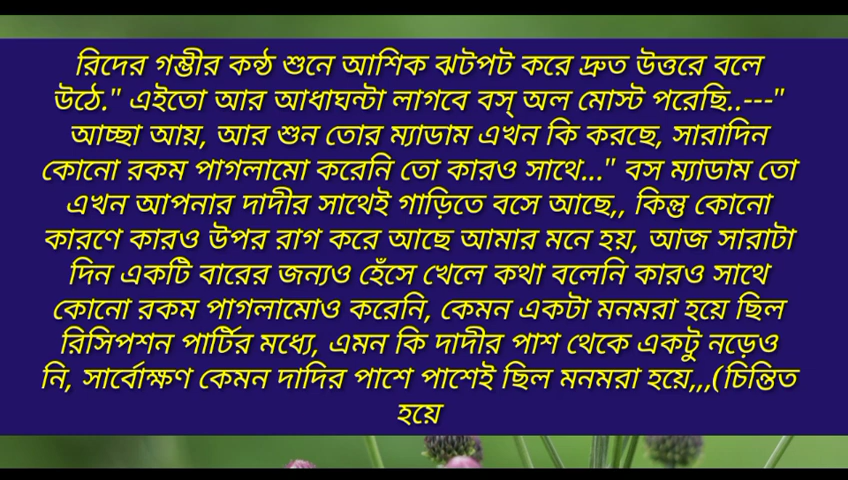 রিদের গম্ভীর কন্ঠ শুনে আশিক ঝটপট করে দ্রুত উত্তরে বলে
উঠে." এইতো আর আধাঘন্টা লাগবে বস্ অল মোস্ট পরেছি..---"
আচ্ছা আয়, আর শুন তোর ম্যাডাম এখন কি করছে, সারাদিন
কোনো রকম পাগলামো করেনি তো কারও সাথে..." বস ম্যাডাম তো
এখন আপনার দাদীর সাথেই গাড়িতে বসে আছে,, কিন্তু কোনো
কারণে কারও উপর রাগ করে আছে আমার মনে হয়, আজ সারাটা
দিন একটি বারের জন্যও হেঁসে খেলে কথা বলেনি কারও সাথে
কোনো রকম পাগলামোও করেনি, কেমন একটা মনমরা হয়ে ছিল
রিসিপশন পার্টির মধ্যে, এমন কি দাদীর পাশ থেকে একটু নড়েও
নি, সার্বোক্ষণ কেমন দাদির পাশে পাশেই ছিল মনমরা হয়ে,,,(চিন্তিত
হয়ে